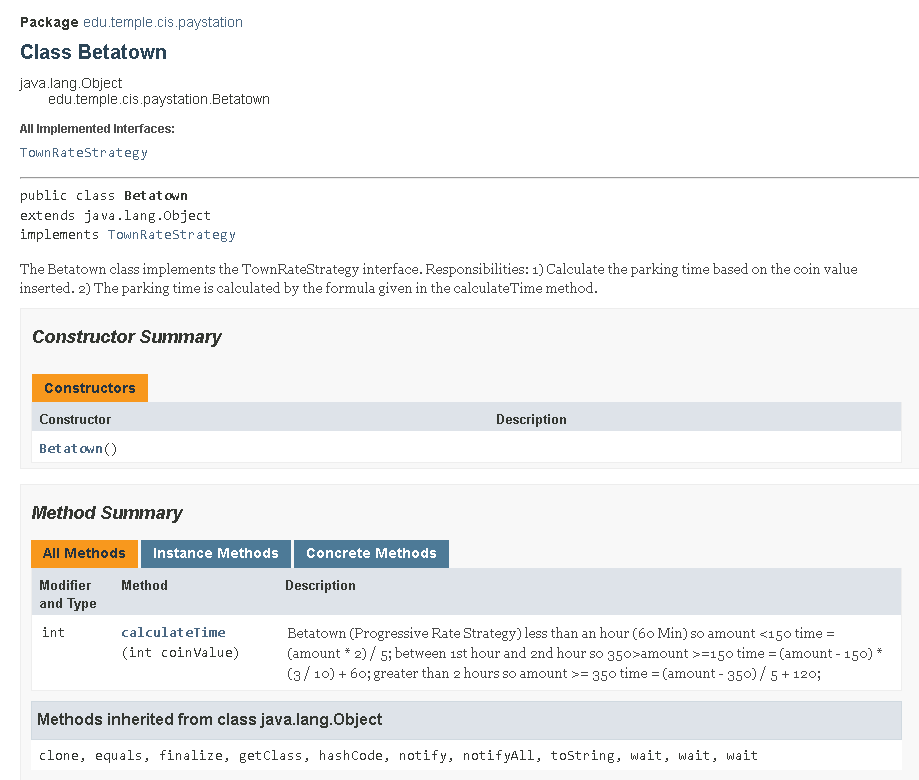 Package edu.temple.cis.paystation
Class Betatown
java.lang.Object
edu.temple.cis.paystation.Betatown
All Implemented Interfaces:
TownRateStrategy
public class Betatown
extends java.lang.Object
implements TownRateStrategy
The Betatown class implements the TownRateStrategy interface. Responsibilities: 1) Calculate the parking time based on the coin value
inserted. 2) The parking time is calculated by the formula given in the calculateTime method.
Constructor Summary
Constructors
Constructor Description
Betatown()
Method Summary
All Methods Instance Methods Concrete Methods
Modifier Method Description
and Type
int calculateTime Betatown (Progressive Rate Strategy) less than an hour (60 Min) so amount <150 time =
(int coinValue) (amount * 2) / 5; between 1st hour and 2nd hour so 350>amount >=150 time = (amount - 150) *
(3 / 10) + 60; greater than 2 hours so amount >= 350 time = (amount - 350) / 5 + 120;
Methods inherited from class java.lang.Object
clone, equals, finalize, getClass, hashCode, notify, notifyAll, toString, wait, wait, wait